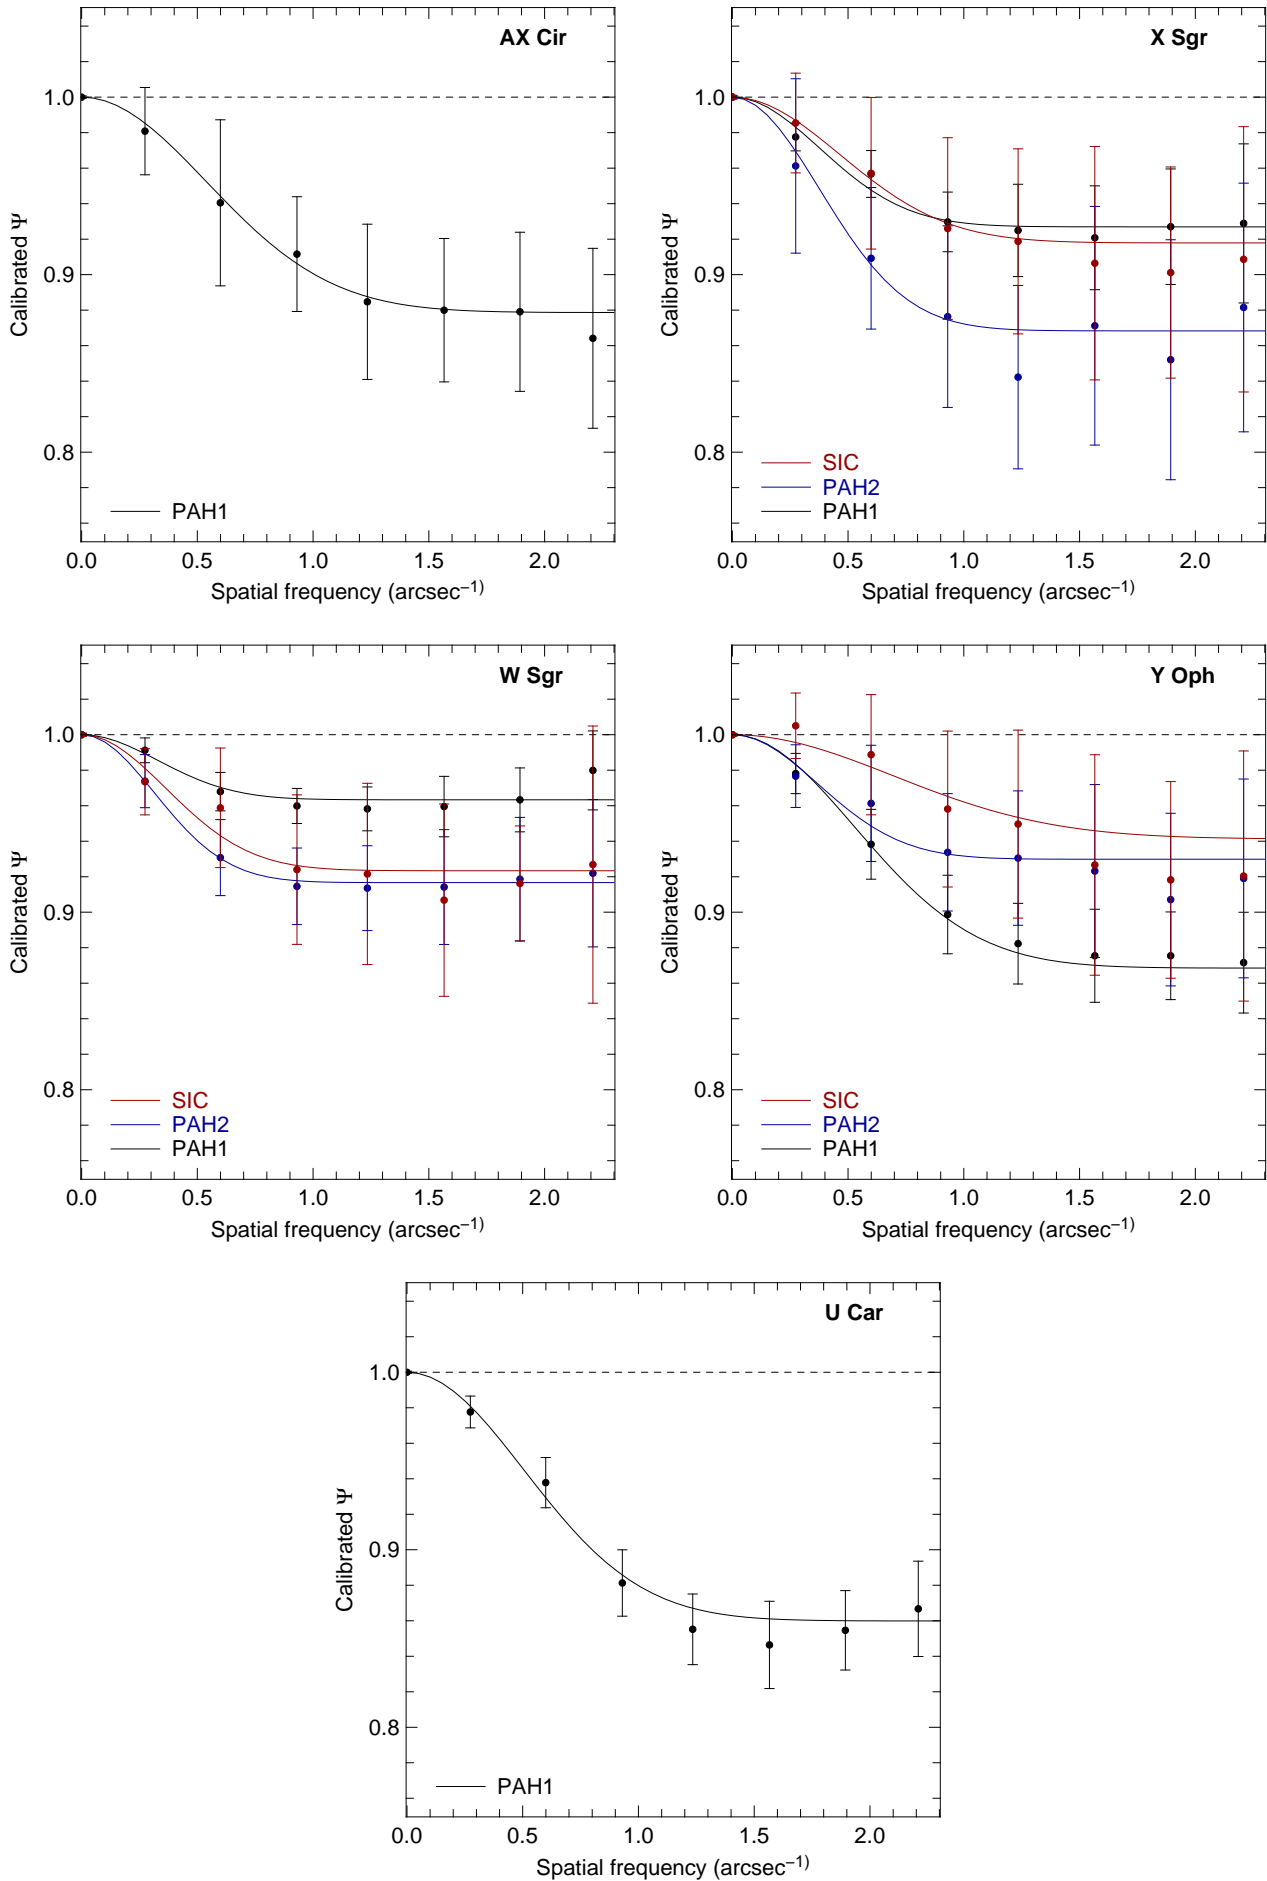 AX Cir
1.0
0.9
0.8
Calibrated Ψ
PAH1
0.0 0.5 1.0 1.5 2.0
Spatial frequency (arcsec−1)
X Sgr
1.0
0.9
0.8
Calibrated Ψ
SIC
PAH2
PAH1
0.0 0.5 1.0 1.5 2.0
Spatial frequency (arcsec−1)
W Sgr
1.0
0.9
0.8
Calibrated Ψ
SIC
PAH2
PAH1
0.0 0.5 1.0 1.5 2.0
Spatial frequency (arcsec−1)
Y Oph
1.0
0.9
0.8
Calibrated Ψ
SIC
PAH2
PAH1
0.0 0.5 1.0 1.5 2.0
Spatial frequency (arcsec−1)
U Car
1.0
0.9
0.8
Calibrated Ψ
PAH1
0.0 0.5 1.0 1.5 2.0
Spatial frequency (arcsec−1)